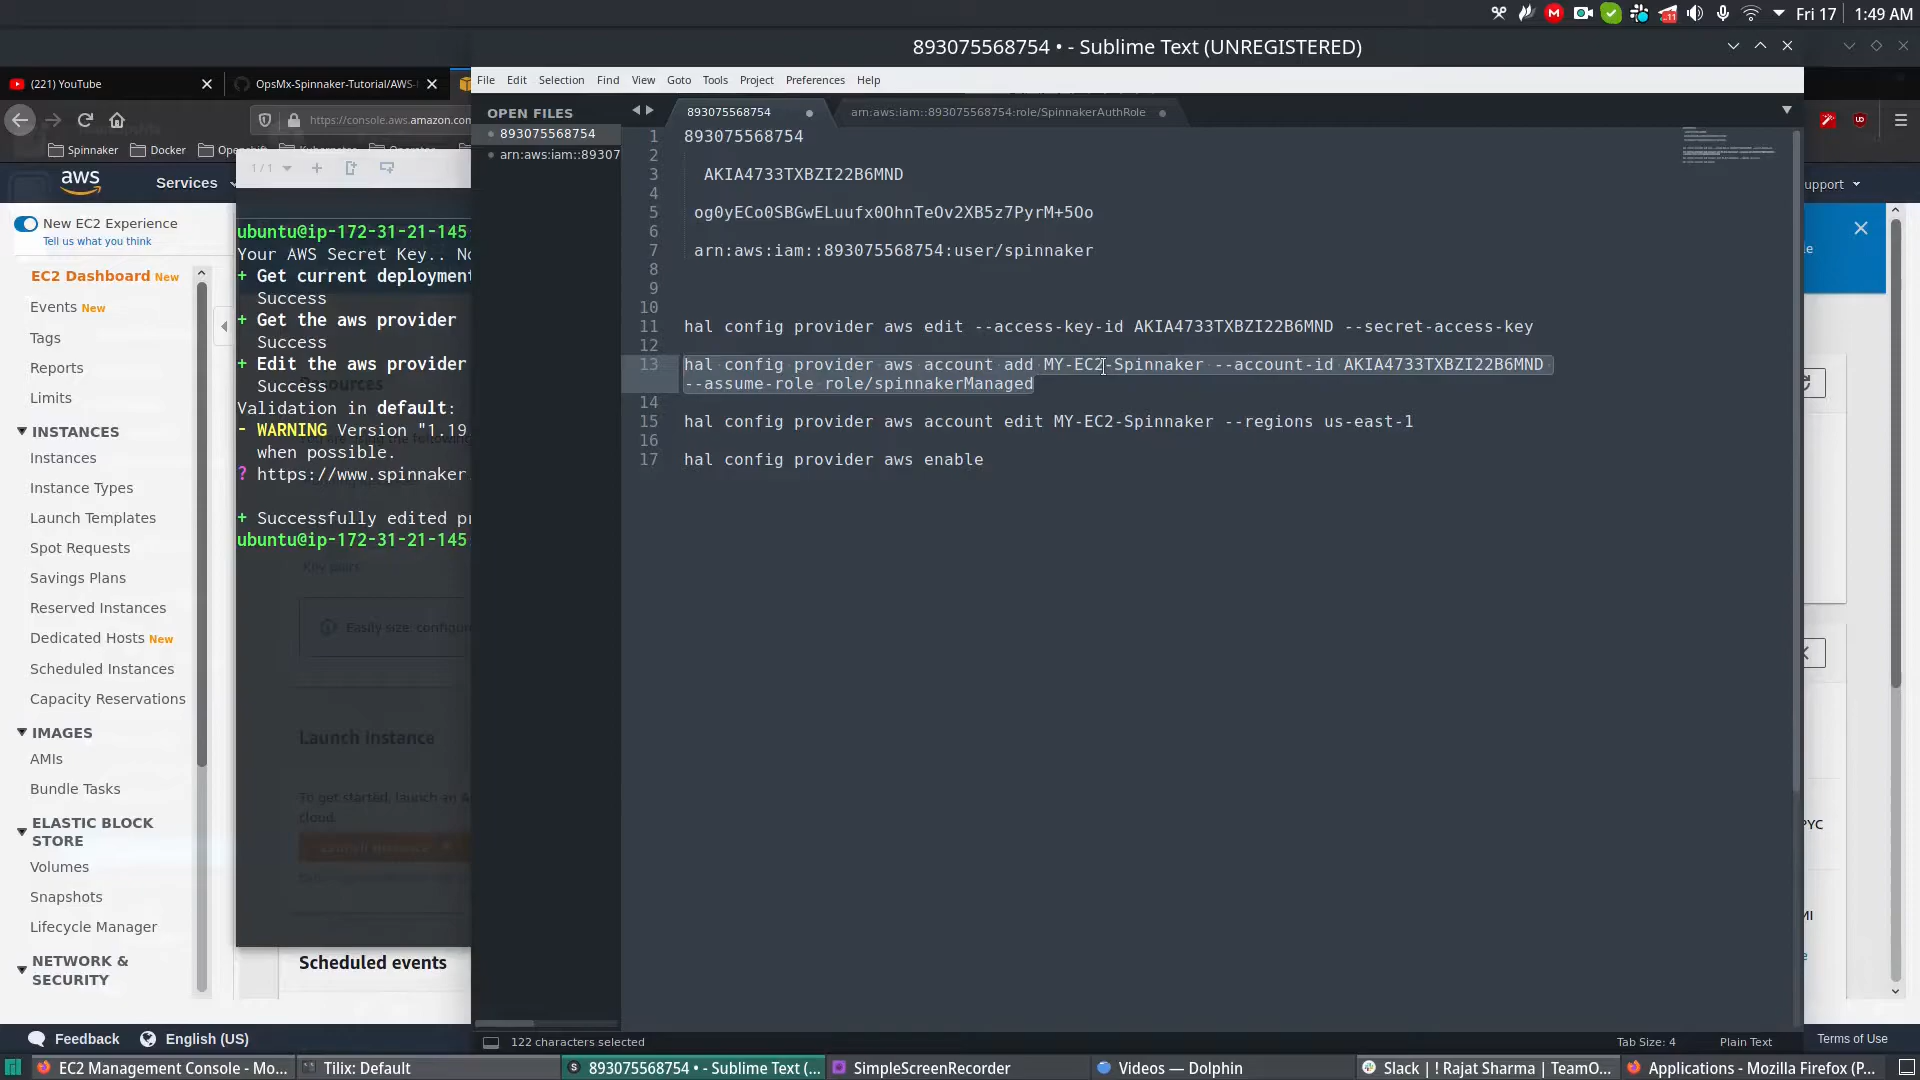 Fri 17
1:49 AM
893075568754 • - Sublime Text (UNREGISTERED)
(221) YouTube
OpsMx-Spinnaker-Tutorial/AWS-
https://console.aws.amazon.com
Spinnaker
Docker
Openshift
Kubernetes
Operator
aws
Services
upport
File
Edit
Selection
Find
View
Goto
Tools
Project
Preferences
Help
OPEN FILES
893075568754
arn:aws:iam::89307
893075568754
arn:aws:iam::893075568754:role/SpinnakerAuthRole
1 893075568754
2
3 AKIA4733TXBZI22B6MND
4
5 og0yECo0SBGwELuufx0OhnTeOv2XB5z7PyrM+5Oo
6
7 arn:aws:iam::893075568754:user/spinnaker
8
9
10
11 hal config provider aws edit --access-key-id AKIA4733TXBZI22B6MND --secret-access-key
12
13 hal config provider aws account add MY-EC2-Spinnaker --account-id AKIA4733TXBZI22B6MND
--assume-role role/spinnakerManaged
14
15 hal config provider aws account edit MY-EC2-Spinnaker --regions us-east-1
16
17 hal config provider aws enable
1 / 1
ubuntu@ip-172-31-21-145
Your AWS Secret Key.. No
+ Get current deployment
Success
+ Get the aws provider
Success
+ Edit the aws provider
Success
Validation in default:
- WARNING Version "1.19
when possible.
? https://www.spinnaker
+ Successfully edited pr
ubuntu@ip-172-31-21-145
Resources
Key pairs
Easily size, configure
Launch instance
To get started, launch an A
cloud.
Scheduled events
New EC2 Experience
Tell us what you think
EC2 Dashboard New
Events New
Tags
Reports
Limits
INSTANCES
Instances
Instance Types
Launch Templates
Spot Requests
Savings Plans
Reserved Instances
Dedicated Hosts New
Scheduled Instances
Capacity Reservations
IMAGES
AMIs
Bundle Tasks
ELASTIC BLOCK
STORE
Volumes
Snapshots
Lifecycle Manager
NETWORK &
SECURITY
Feedback
English (US)
122 characters selected
Tab Size: 4
Plain Text
Terms of Use
EC2 Management Console - Mo...
Tilix: Default
893075568754 • - Sublime Text (...
SimpleScreenRecorder
Videos — Dolphin
Slack | ! Rajat Sharma | TeamO...
Applications - Mozilla Firefox (P...